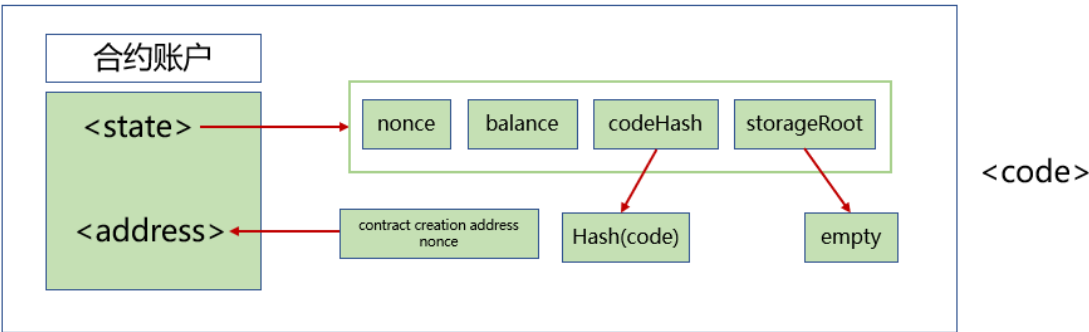 合约账户
<state>
nonce
balance
codeHash
storageRoot
<code>
<address>
contract creation address
nonce
Hash(code)
empty